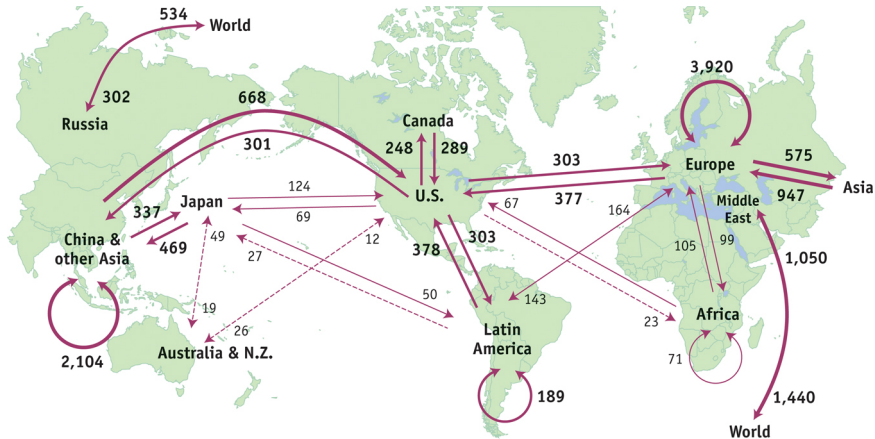 534
World
302
Russia
668
301
Canada
248
289
U.S.
303
377
3,920
Europe
575
947
Asia
Middle
East
1,050
1,440
World
Japan
124
69
337
469
China &
other Asia
49
27
12
19
26
2,104
Australia & N.Z.
378
303
50
143
164
67
23
Latin
America
189
105
99
Africa
71